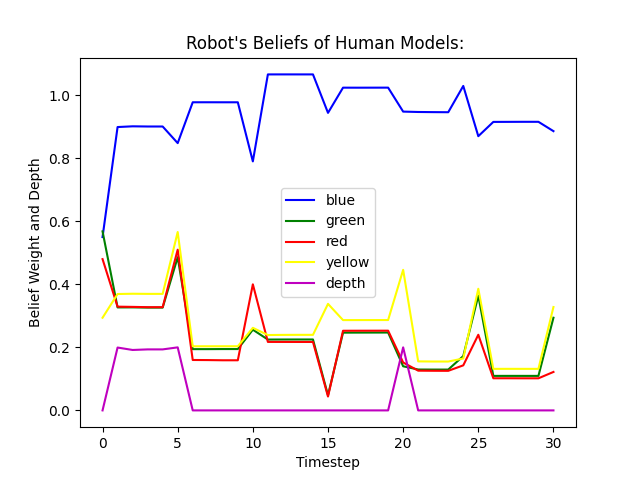 Robot's Beliefs of Human Models:
Belief Weight and Depth
1.0
0.8
0.6
0.4
0.2
0.0
blue
green
red
yellow
depth
0 5 10 15 20 25 30
Timestep